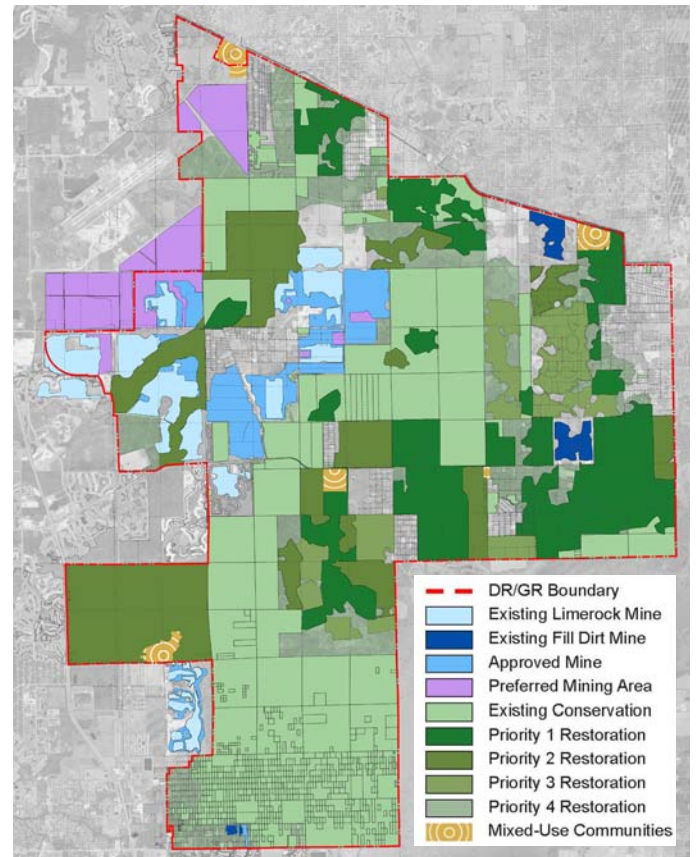 DR/GR Boundary
Existing Limerock Mine
Existing Fill Dirt Mine
Approved Mine
Preferred Mining Area
Existing Conservation
Priority 1 Restoration
Priority 2 Restoration
Priority 3 Restoration
Priority 4 Restoration
Mixed-Use Communities